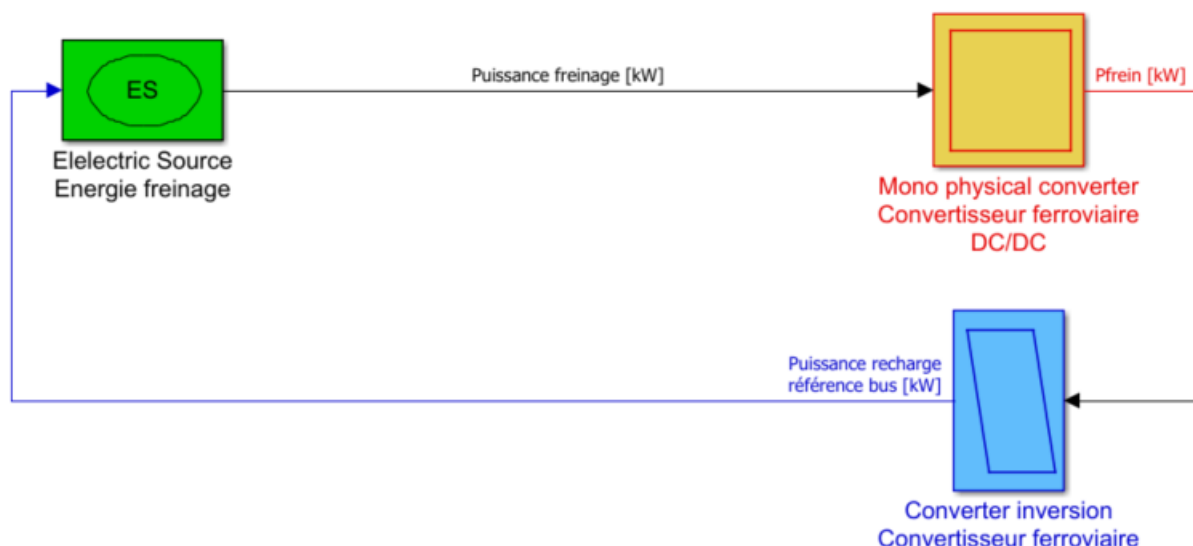 ES
Puissance freinage [kW]
Pfrein [kW]
Elelectric Source
Energie freinage
Mono physical converter
Convertisseur ferroviaire
DC/DC
Puissance recharge
référence bus [kW]
Converter inversion
Convertisseur ferroviaire